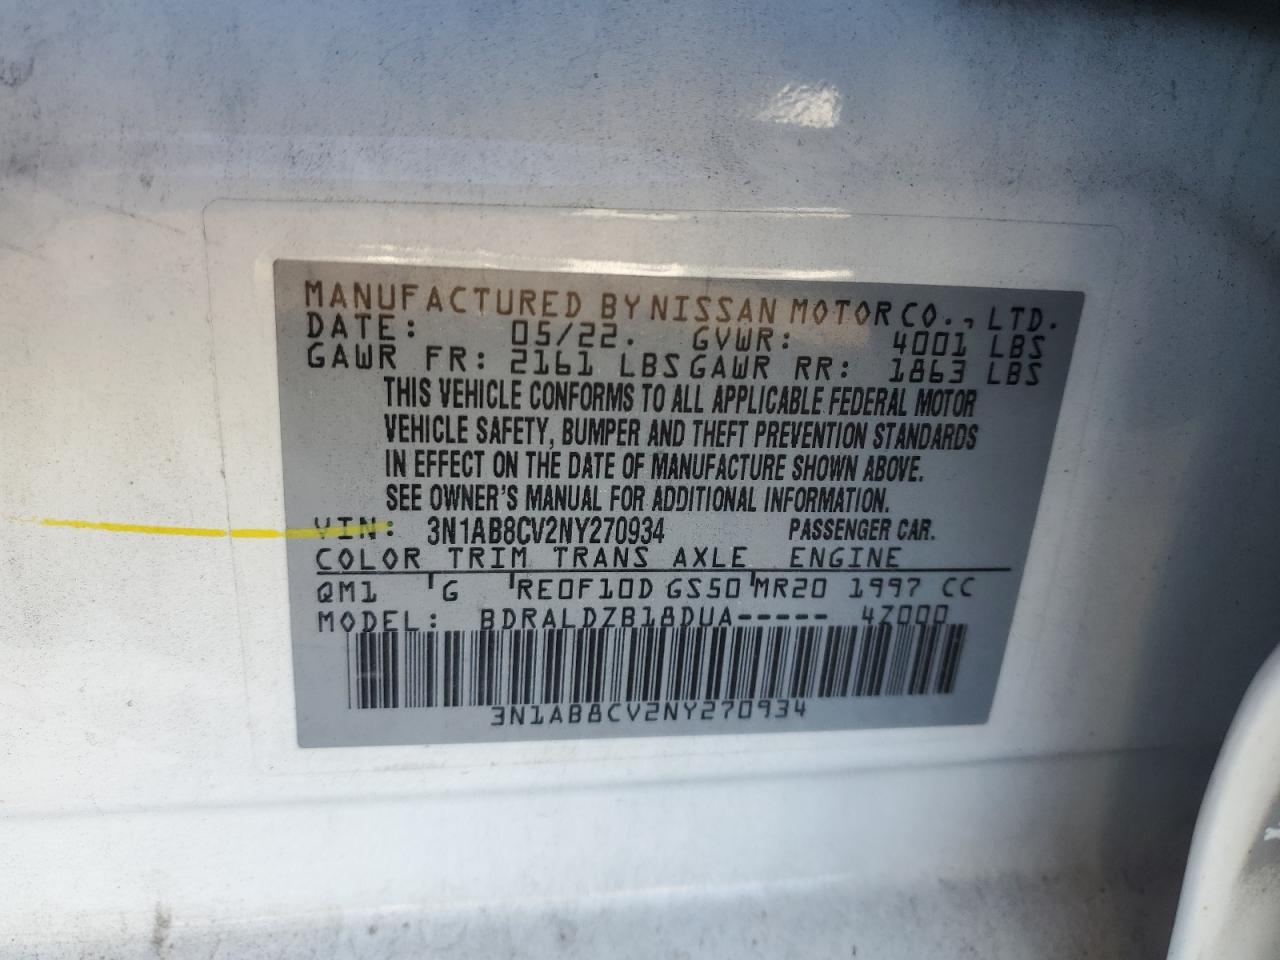 MANUFACTURED BY NISSAN MOTOR CO., LTD.
DATE: 05/22. GVWR: 4001 LBS
GAWR FR: 2161 LBS GAWR RR: 1863 LBS
THIS VEHICLE CONFORMS TO ALL APPLICABLE FEDERAL MOTOR
VEHICLE SAFETY, BUMPER AND THEFT PREVENTION STANDARDS
IN EFFECT ON THE DATE OF MANUFACTURE SHOWN ABOVE.
SEE OWNER'S MANUAL FOR ADDITIONAL INFORMATION.
VIN: 3N1AB8CV2NY270934 PASSENGER CAR.
COLOR TRIM TRANS AXLE ENGINE
QM1 G RE0F10D GS50 MR20 1997 CC
MODEL: BDRALDZB18DUA----- 4Z000
3N1AB8CV2NY270934